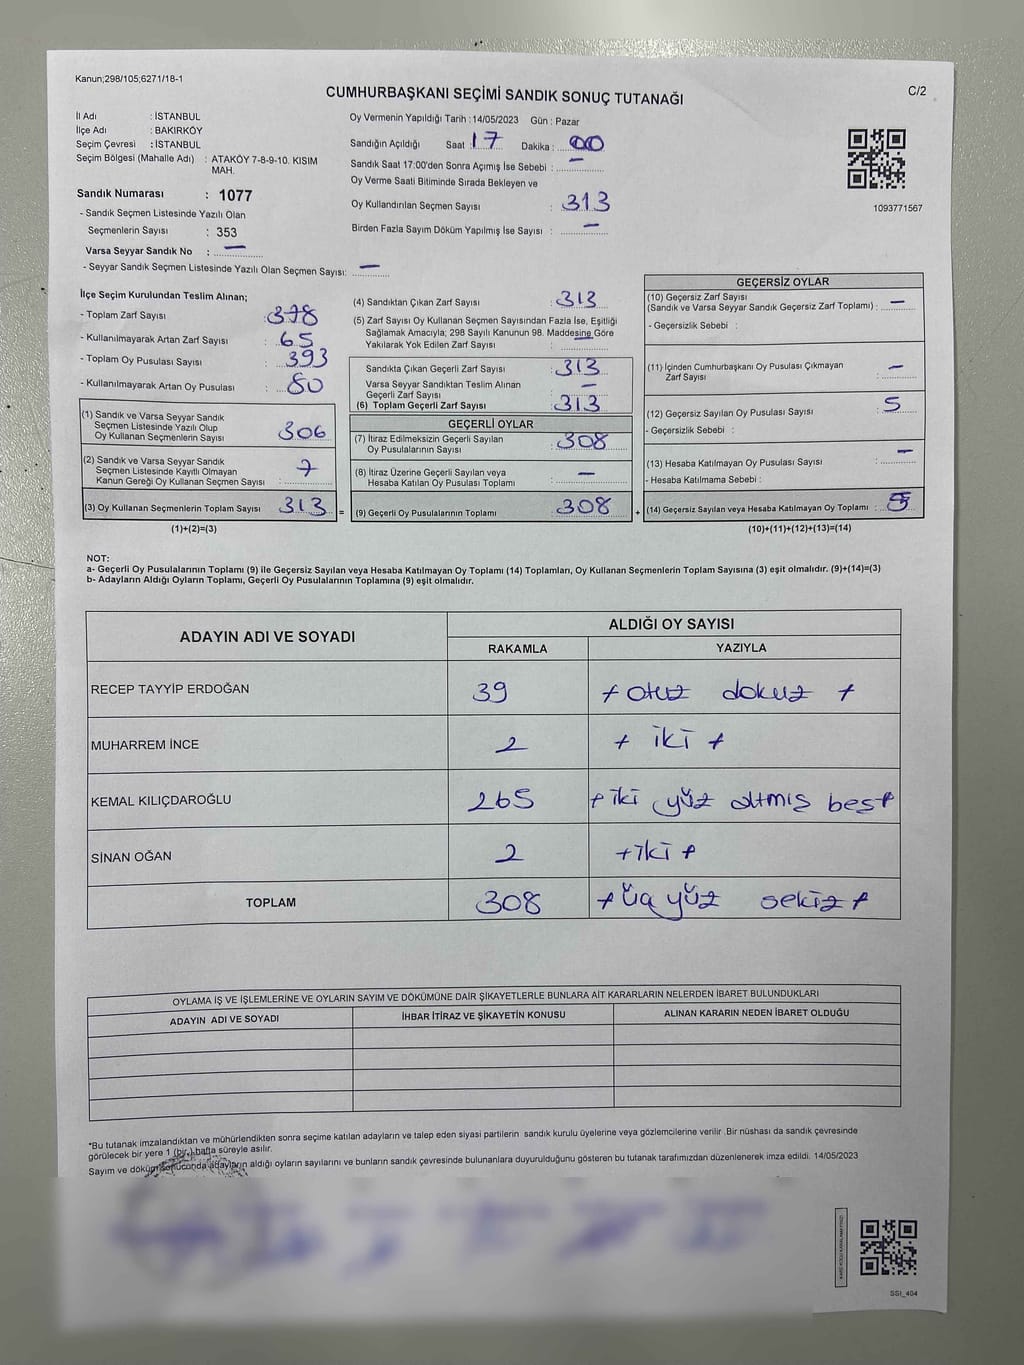 Kanun;298/105;6271/18-1
CUMHURBAŞKANI SEÇİMİ SANDIK SONUÇ TUTANAĞI
C/2
İl Adı : İSTANBUL
İlçe Adı : BAKIRKÖY
Seçim Çevresi : İSTANBUL
Seçim Bölgesi (Mahalle Adı) : ATAKÖY 7-8-9-10. KISIM
MAH.
Sandık Numarası : 1077
- Sandık Seçmen Listesinde Yazılı Olan
Seçmenlerin Sayısı : 353
Varsa Seyyar Sandık No : —
- Seyyar Sandık Seçmen Listesinde Yazılı Olan Seçmen Sayısı: —
Oy Vermenin Yapıldığı Tarih :14/05/2023 Gün : Pazar
Sandığın Açıldığı Saat 17 Dakika : 00
Sandık Saat 17:00'den Sonra Açımış İse Sebebi : —
Oy Verme Saati Bitiminde Sırada Bekleyen ve
Oy Kullandırılan Seçmen Sayısı : 313
Birden Fazla Sayım Döküm Yapılmış İse Sayısı : —
1093771567
İlçe Seçim Kurulundan Teslim Alınan;
- Toplam Zarf Sayısı : 378
- Kullanılmayarak Artan Zarf Sayısı : 65
- Toplam Oy Pusulası Sayısı : 393
- Kullanılmayarak Artan Oy Pusulası : 80
(1) Sandık ve Varsa Seyyar Sandık
Seçmen Listesinde Yazılı Olup
Oy Kullanan Seçmenlerin Sayısı : 306
(2) Sandık ve Varsa Seyyar Sandık
Seçmen Listesinde Kayıtlı Olmayan
Kanun Gereği Oy Kullanan Seçmen Sayısı : 7
(3) Oy Kullanan Seçmenlerin Toplam Sayısı : 313 =
(1)+(2)=(3)
(4) Sandıktan Çıkan Zarf Sayısı : 313
(5) Zarf Sayısı Oy Kullanan Seçmen Sayısından Fazla İse, Eşitliği
Sağlamak Amacıyla; 298 Sayılı Kanunun 98. Maddesine Göre
Yakılarak Yok Edilen Zarf Sayısı : —
Sandıkta Çıkan Geçerli Zarf Sayısı : 313
Varsa Seyyar Sandıktan Teslim Alınan
Geçerli Zarf Sayısı : —
(6) Toplam Geçerli Zarf Sayısı : 313
GEÇERLİ OYLAR
(7) İtiraz Edilmeksizin Geçerli Sayılan
Oy Pusulalarının Sayısı : 308
(8) İtiraz Üzerine Geçerli Sayılan veya
Hesaba Katılan Oy Pusulası Toplamı : —
(9) Geçerli Oy Pusulalarının Toplamı : 308 +
GEÇERSİZ OYLAR
(10) Geçersiz Zarf Sayısı
(Sandık ve Varsa Seyyar Sandık Geçersiz Zarf Toplamı) : —
- Geçersizlik Sebebi :
(11) İçinden Cumhurbaşkanı Oy Pusulası Çıkmayan
Zarf Sayısı : —
(12) Geçersiz Sayılan Oy Pusulası Sayısı : 5
- Geçersizlik Sebebi :
(13) Hesaba Katılmayan Oy Pusulası Sayısı : —
- Hesaba Katılmama Sebebi :
(14) Geçersiz Sayılan veya Hesaba Katılmayan Oy Toplamı : 5
(10)+(11)+(12)+(13)=(14)
NOT:
a- Geçerli Oy Pusulalarının Toplamı (9) ile Geçersiz Sayılan veya Hesaba Katılmayan Oy Toplamı (14) Toplamları, Oy Kullanan Seçmenlerin Toplam Sayısına (3) eşit olmalıdır. (9)+(14)=(3)
b- Adayların Aldığı Oyların Toplamı, Geçerli Oy Pusulalarının Toplamına (9) eşit olmalıdır.
ADAYIN ADI VE SOYADI
ALDIĞI OY SAYISI
RAKAMLA YAZIYLA
RECEP TAYYİP ERDOĞAN 39 + otuz dokuz +
MUHARREM İNCE 2 + iki +
KEMAL KILIÇDAROĞLU 265 + iki yüz altmış beş +
SİNAN OĞAN 2 + iki +
TOPLAM 308 + üç yüz sekiz +
OYLAMA İŞ VE İŞLEMLERİNE VE OYLARIN SAYIM VE DÖKÜMÜNE DAİR ŞİKAYETLERLE BUNLARA AİT KARARLARIN NELERDEN İBARET BULUNDUKLARI
ADAYIN ADI VE SOYADI İHBAR İTİRAZ VE ŞİKAYETİN KONUSU ALINAN KARARIN NEDEN İBARET OLDUĞU
*Bu tutanak imzalandıktan ve mühürlendikten sonra seçime katılan adayların ve talep eden siyasi partilerin sandık kurulu üyelerine veya gözlemcilerine verilir .Bir nüshası da sandık çevresinde
görülecek bir yere 1 (bir ) hafta süreyle asılır.
Sayım ve döküm sonucunda adayların aldığı oyların sayılarını ve bunların sandık çevresinde bulunanlara duyurulduğunu gösteren bu tutanak tarafımızdan düzenlenerek imza edildi. 14/05/2023
SSI_404